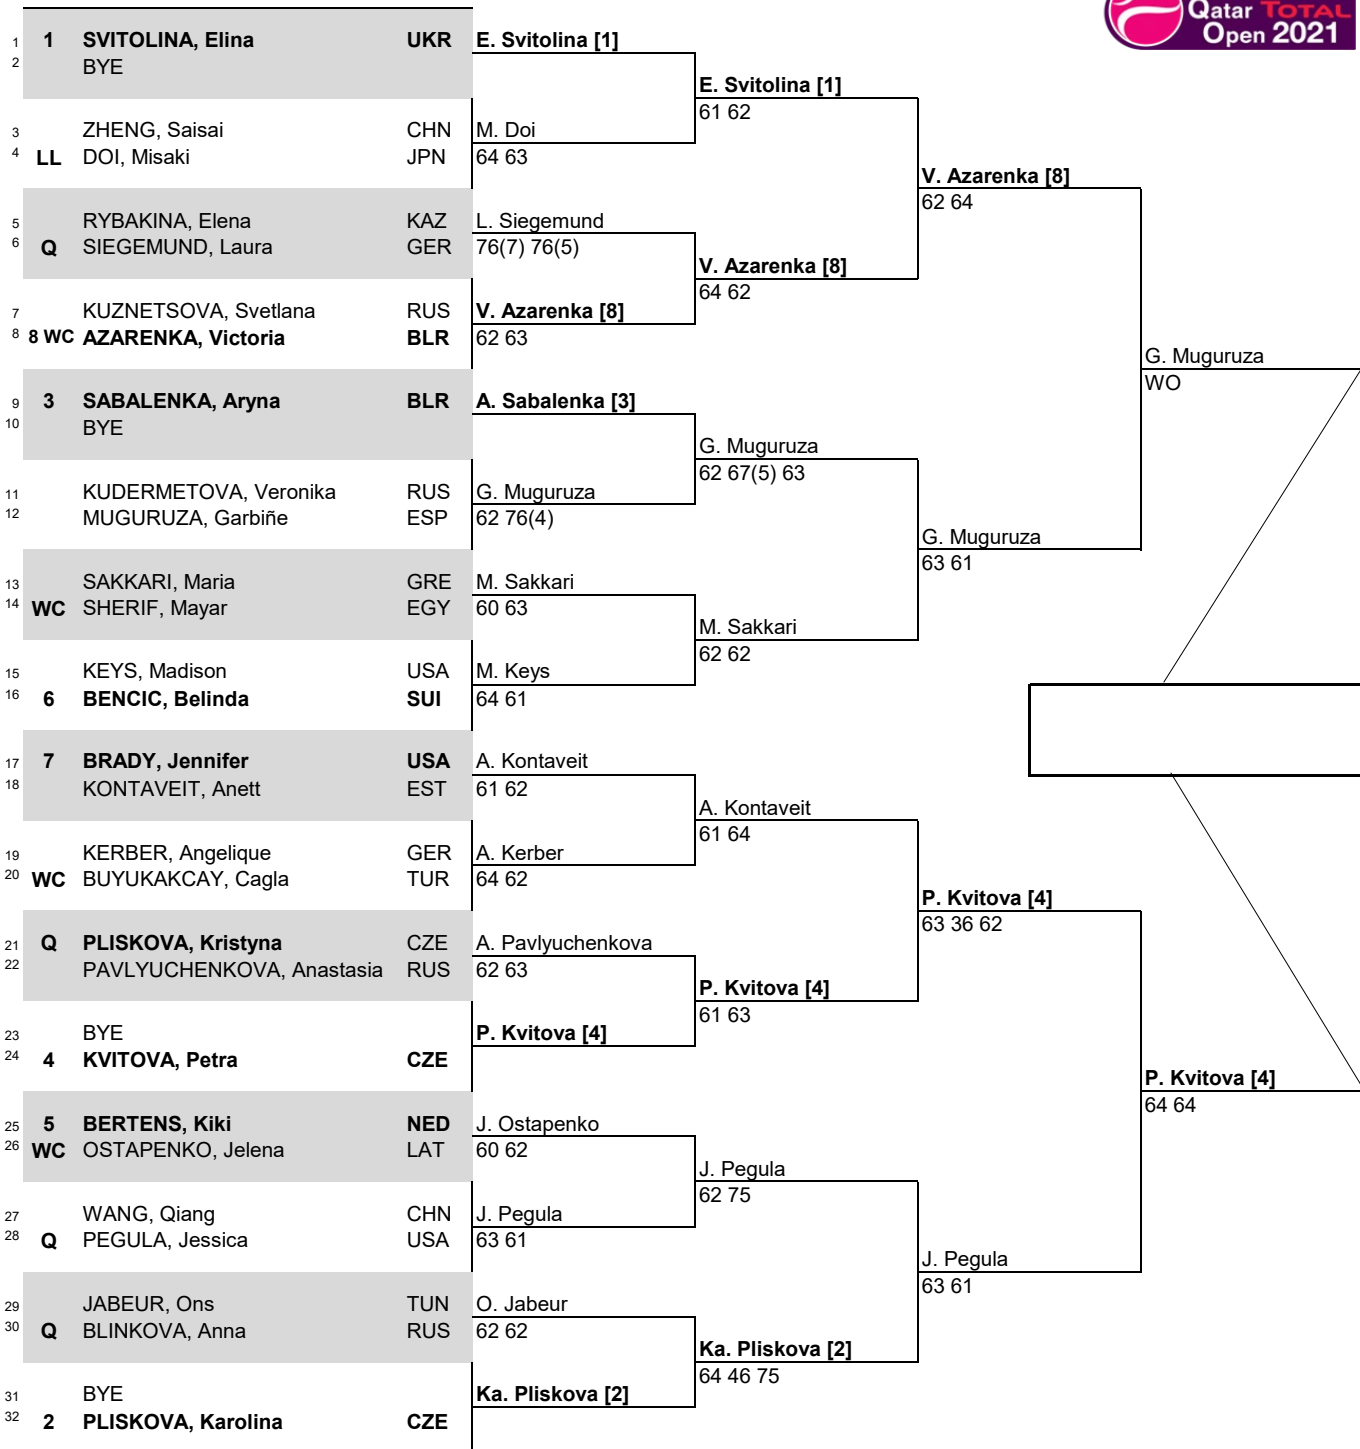 Qatar TOTAL
Open 2021
1 1 SVITOLINA, Elina UKR
2 BYE
3 ZHENG, Saisai CHN
4 LL DOI, Misaki JPN
5 RYBAKINA, Elena KAZ
6 Q SIEGEMUND, Laura GER
7 KUZNETSOVA, Svetlana RUS
8 8 WC AZARENKA, Victoria BLR
9 3 SABALENKA, Aryna BLR
10 BYE
11 KUDERMETOVA, Veronika RUS
12 MUGURUZA, Garbiñe ESP
13 SAKKARI, Maria GRE
14 WC SHERIF, Mayar EGY
15 KEYS, Madison USA
16 6 BENCIC, Belinda SUI
17 7 BRADY, Jennifer USA
18 KONTAVEIT, Anett EST
19 KERBER, Angelique GER
20 WC BUYUKAKCAY, Cagla TUR
21 Q PLISKOVA, Kristyna CZE
22 PAVLYUCHENKOVA, Anastasia RUS
23 BYE
24 4 KVITOVA, Petra CZE
25 5 BERTENS, Kiki NED
26 WC OSTAPENKO, Jelena LAT
27 WANG, Qiang CHN
28 Q PEGULA, Jessica USA
29 JABEUR, Ons TUN
30 Q BLINKOVA, Anna RUS
31 BYE
32 2 PLISKOVA, Karolina CZE
E. Svitolina [1]
M. Doi
64 63
L. Siegemund
76(7) 76(5)
V. Azarenka [8]
62 63
A. Sabalenka [3]
G. Muguruza
62 76(4)
M. Sakkari
60 63
M. Keys
64 61
A. Kontaveit
61 62
A. Kerber
64 62
A. Pavlyuchenkova
62 63
P. Kvitova [4]
J. Ostapenko
60 62
J. Pegula
63 61
O. Jabeur
62 62
Ka. Pliskova [2]
E. Svitolina [1]
61 62
V. Azarenka [8]
64 62
G. Muguruza
62 67(5) 63
M. Sakkari
62 62
A. Kontaveit
61 64
P. Kvitova [4]
61 63
J. Pegula
62 75
Ka. Pliskova [2]
64 46 75
V. Azarenka [8]
62 64
G. Muguruza
63 61
P. Kvitova [4]
63 36 62
J. Pegula
63 61
G. Muguruza
WO
P. Kvitova [4]
64 64